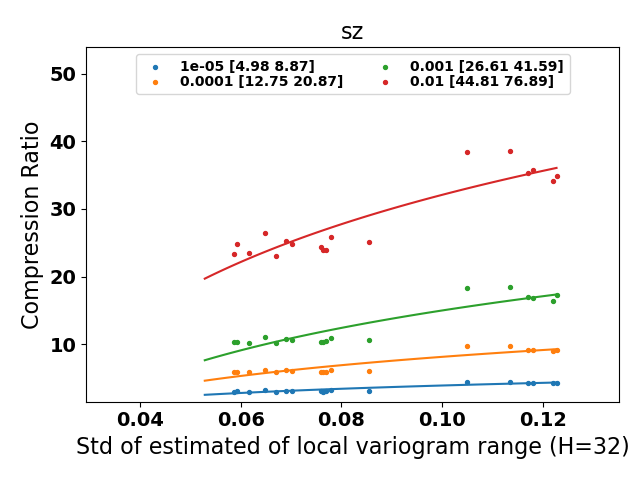 sz
1e-05 [4.98 8.87]
0.0001 [12.75 20.87]
0.001 [26.61 41.59]
0.01 [44.81 76.89]
Compression Ratio
50
40
30
20
10
0.04 0.06 0.08 0.10 0.12
Std of estimated of local variogram range (H=32)